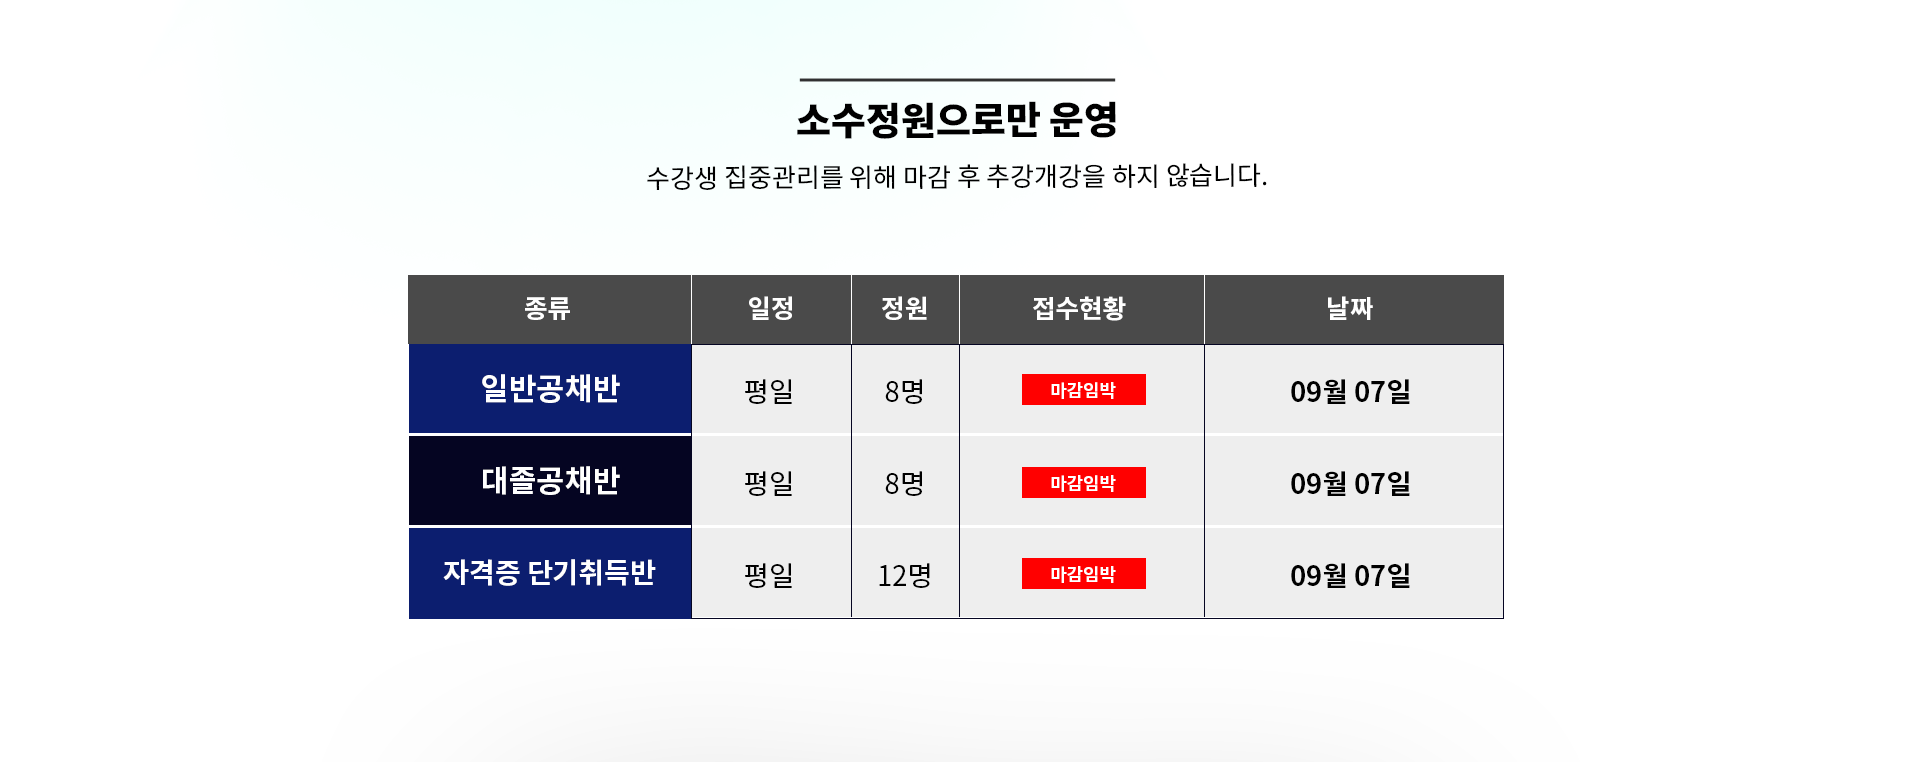 소수정원으로만 운영
수강생 집중관리를 위해 마감 후 추강개강을 하지 않습니다.
종류 일정 정원 접수현황 날짜
일반공채반 평일 8명 마감임박 09월 07일
대졸공채반 평일 8명 마감임박 09월 07일
자격증 단기취득반 평일 12명 마감임박 09월 07일